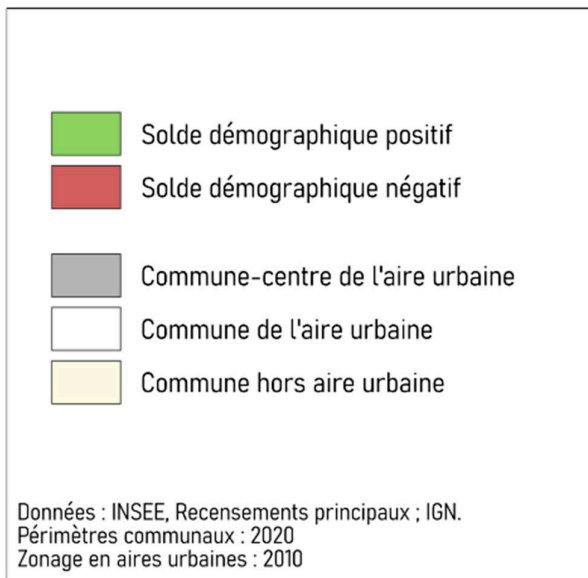 Solde démographique positif
Solde démographique négatif
Commune-centre de l'aire urbaine
Commune de l'aire urbaine
Commune hors aire urbaine
Données : INSEE, Recensements principaux ; IGN.
Périmètres communaux : 2020
Zonage en aires urbaines : 2010